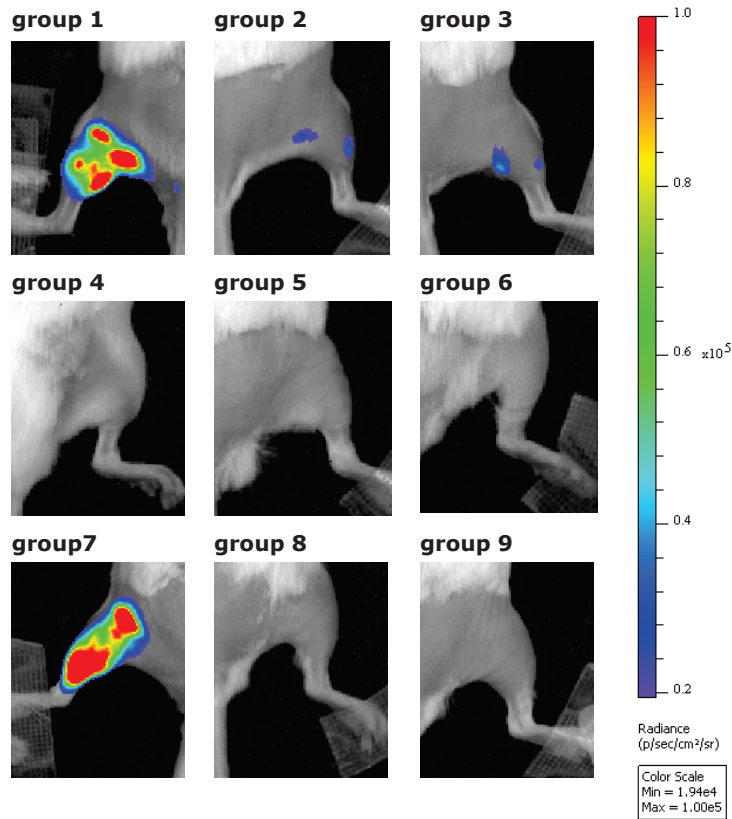 group 1
group 2
group 3
group 4
group 5
group 6
group7
group 8
group 9
1.0
0.8
0.6
x10⁵
0.4
0.2
Radiance
(p/sec/cm²/sr)
Color Scale
Min = 1.94e4
Max = 1.00e5